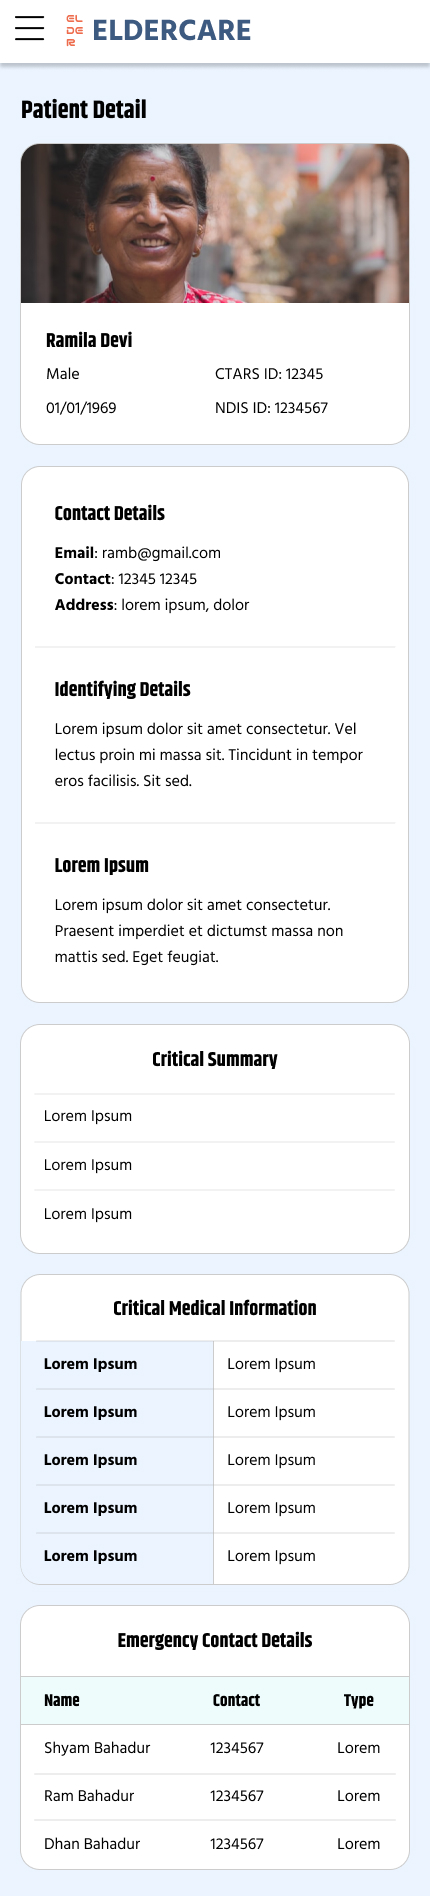 EL
DE
R
ELDERCARE
Patient Detail
Ramila Devi
Male
CTARS ID: 12345
01/01/1969
NDIS ID: 1234567
Contact Details
Email: ramb@gmail.com
Contact: 12345 12345
Address: lorem ipsum, dolor
Identifying Details
Lorem ipsum dolor sit amet consectetur. Vel
lectus proin mi massa sit. Tincidunt in tempor
eros facilisis. Sit sed.
Lorem Ipsum
Lorem ipsum dolor sit amet consectetur.
Praesent imperdiet et dictumst massa non
mattis sed. Eget feugiat.
Critical Summary
Lorem Ipsum
Lorem Ipsum
Lorem Ipsum
Critical Medical Information
Lorem Ipsum Lorem Ipsum
Lorem Ipsum Lorem Ipsum
Lorem Ipsum Lorem Ipsum
Lorem Ipsum Lorem Ipsum
Lorem Ipsum Lorem Ipsum
Emergency Contact Details
Name Contact Type
Shyam Bahadur 1234567 Lorem
Ram Bahadur 1234567 Lorem
Dhan Bahadur 1234567 Lorem